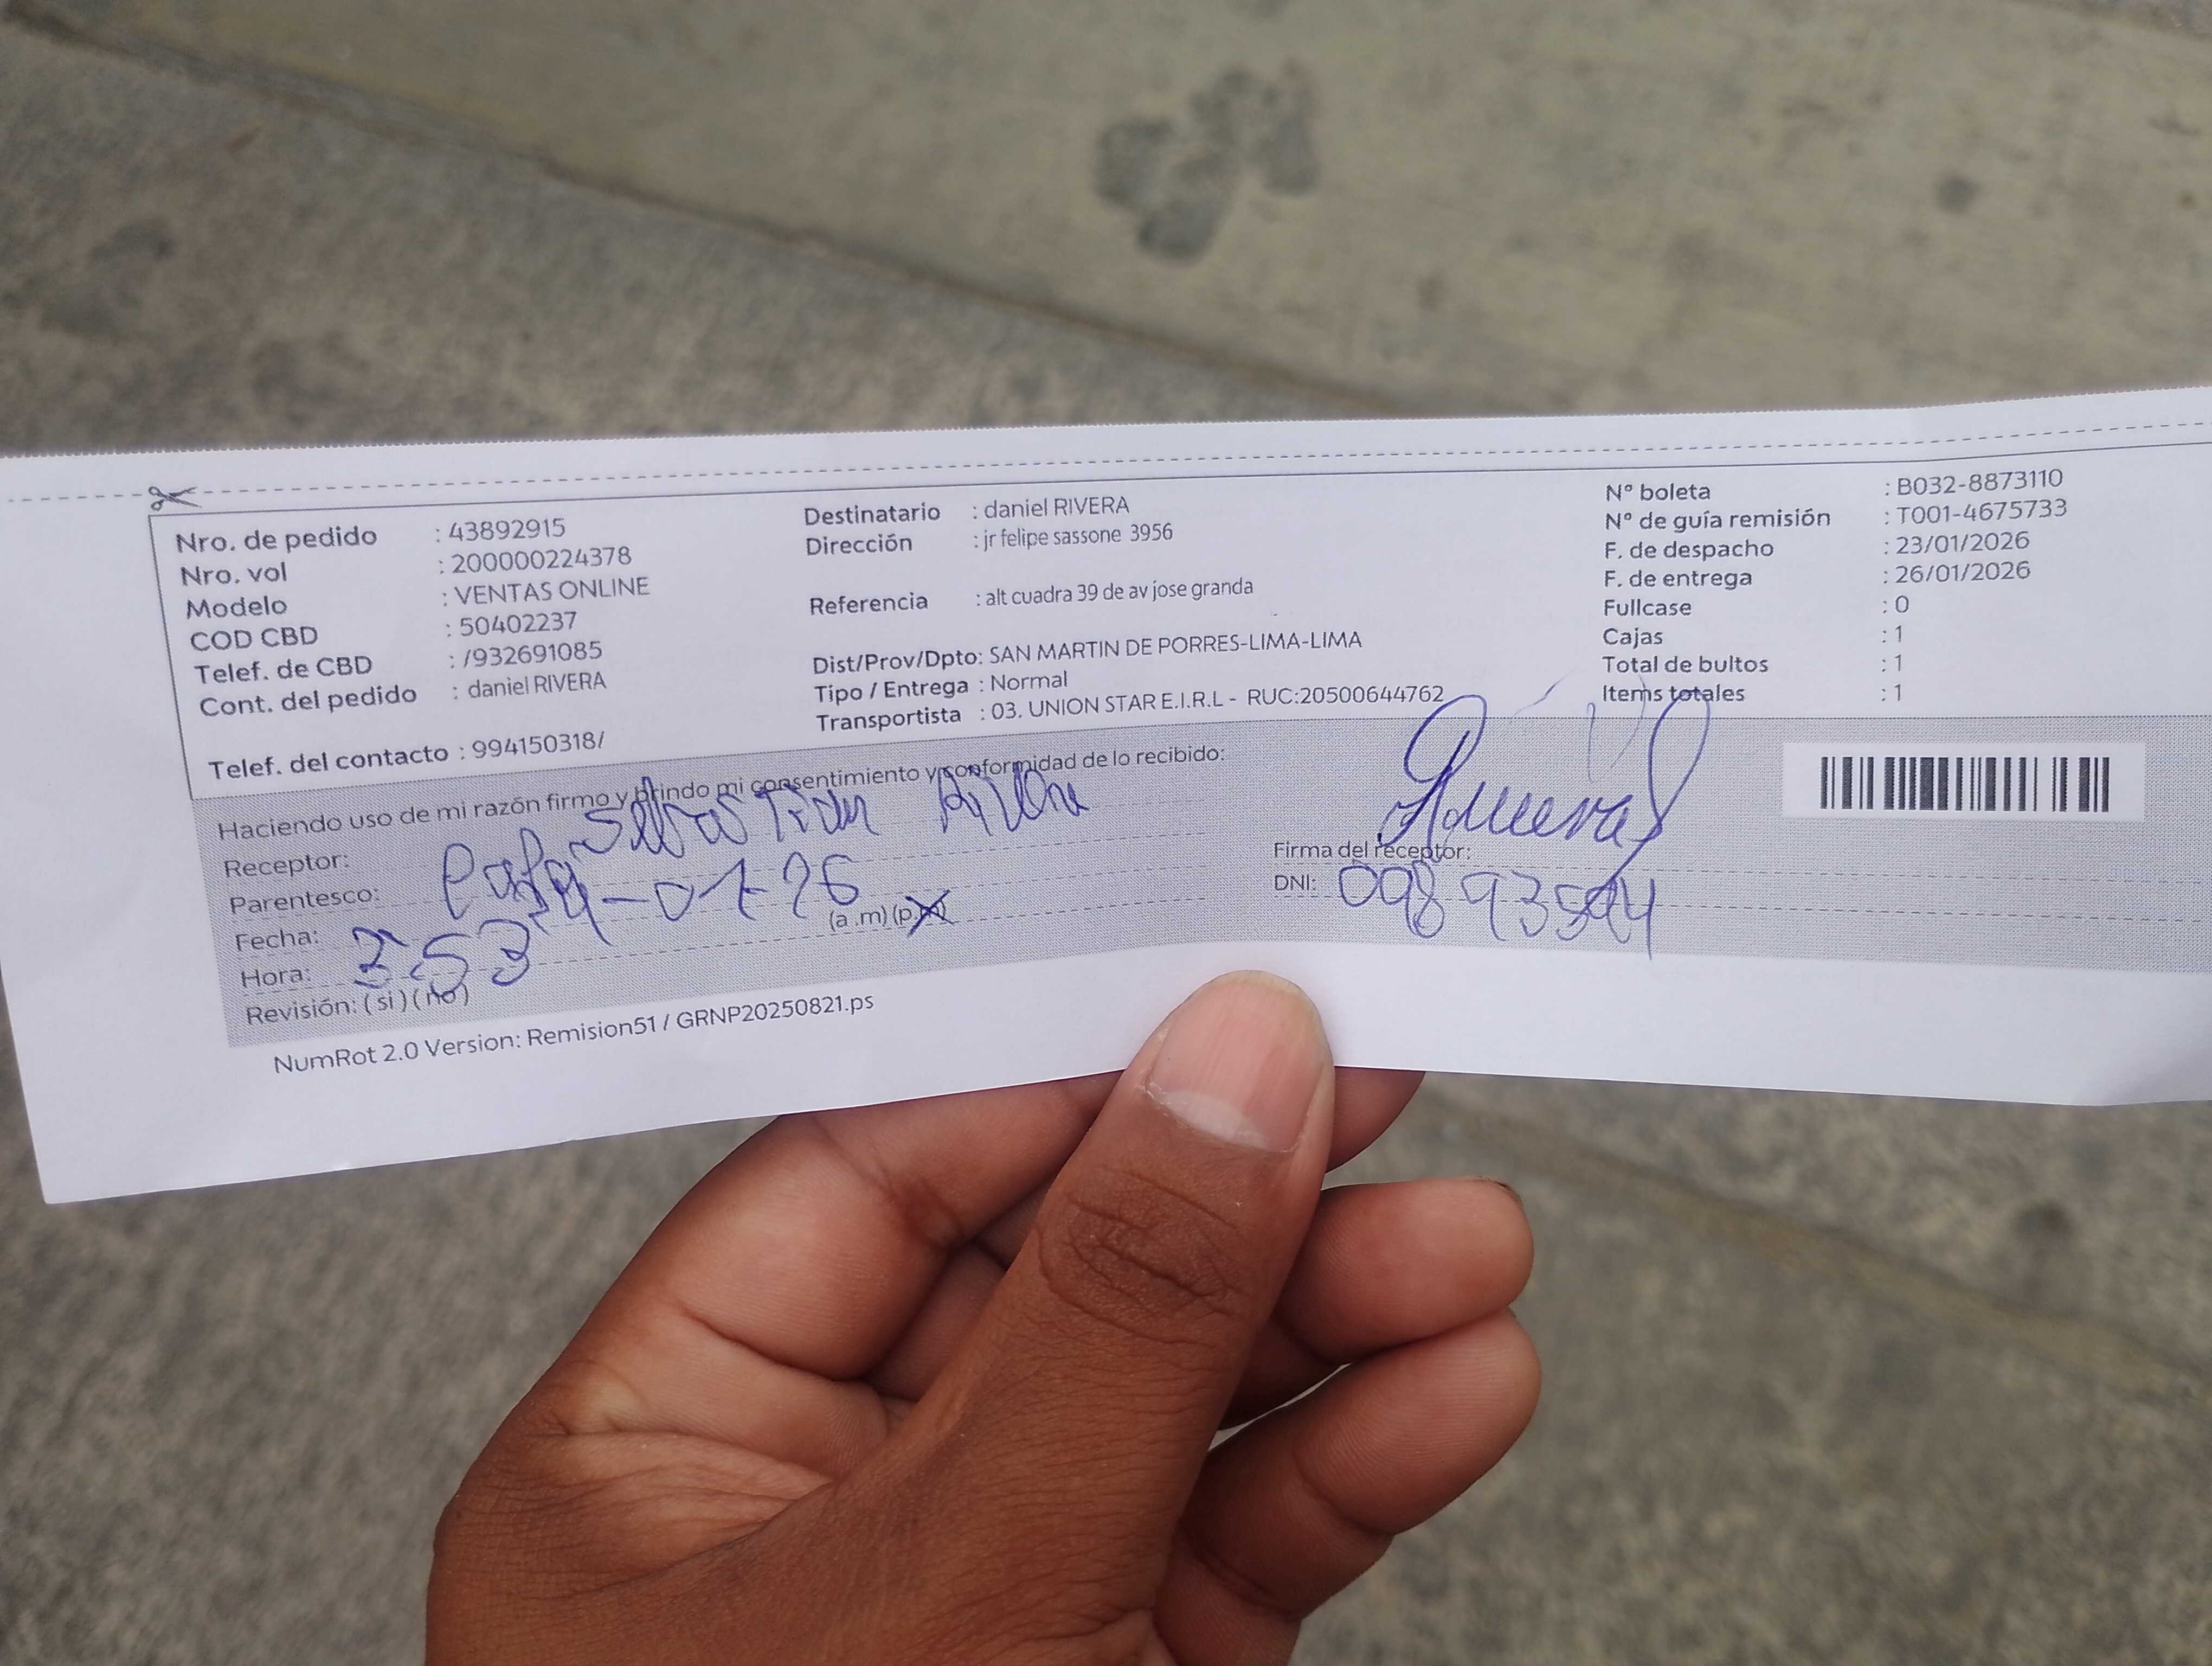 Nro. de pedido : 43892915
Nro. vol : 200000224378
Modelo : VENTAS ONLINE
COD CBD : 50402237
Telef. de CBD : /932691085
Cont. del pedido : daniel RIVERA
Telef. del contacto : 994150318/
Destinatario : daniel RIVERA
Dirección : jr felipe sassone 3956
Referencia : alt cuadra 39 de av jose granda
Dist/Prov/Dpto: SAN MARTIN DE PORRES-LIMA-LIMA
Tipo / Entrega : Normal
Transportista : 03. UNION STAR E.I.R.L - RUC:20500644762
N° boleta : B032-8873110
N° de guía remisión : T001-4675733
F. de despacho : 23/01/2026
F. de entrega : 26/01/2026
Fullcase : 0
Cajas : 1
Total de bultos : 1
Items totales : 1
Haciendo uso de mi razón firmo y brindo mi consentimiento y conformidad de lo recibido:
Receptor:
Parentesco: Papa
Fecha: 24-01-26
Hora: 3:53 (a .m) (p.m)
Revisión: ( si ) ( no )
Firma del receptor:
DNI:
NumRot 2.0 Version: Remision51 / GRNP20250821.ps